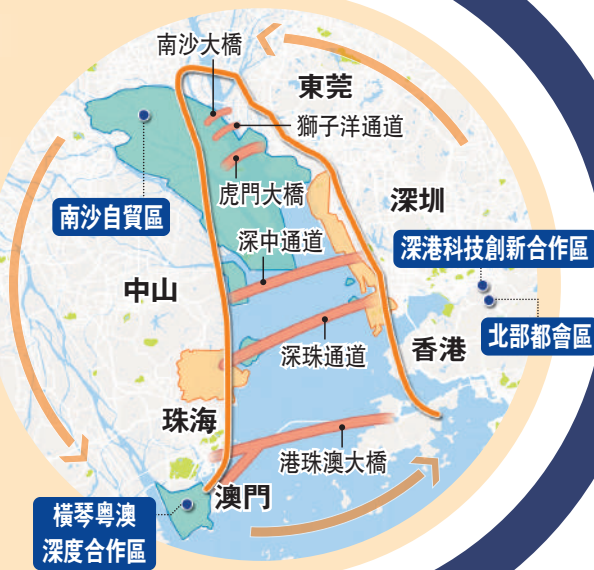 南沙大橋
東莞
獅子洋通道
虎門大橋
深圳
南沙自貿區
深中通道
深港科技創新合作區
中山
北部都會區
香港
深珠通道
珠海
港珠澳大橋
澳門
橫琴粵澳
深度合作區